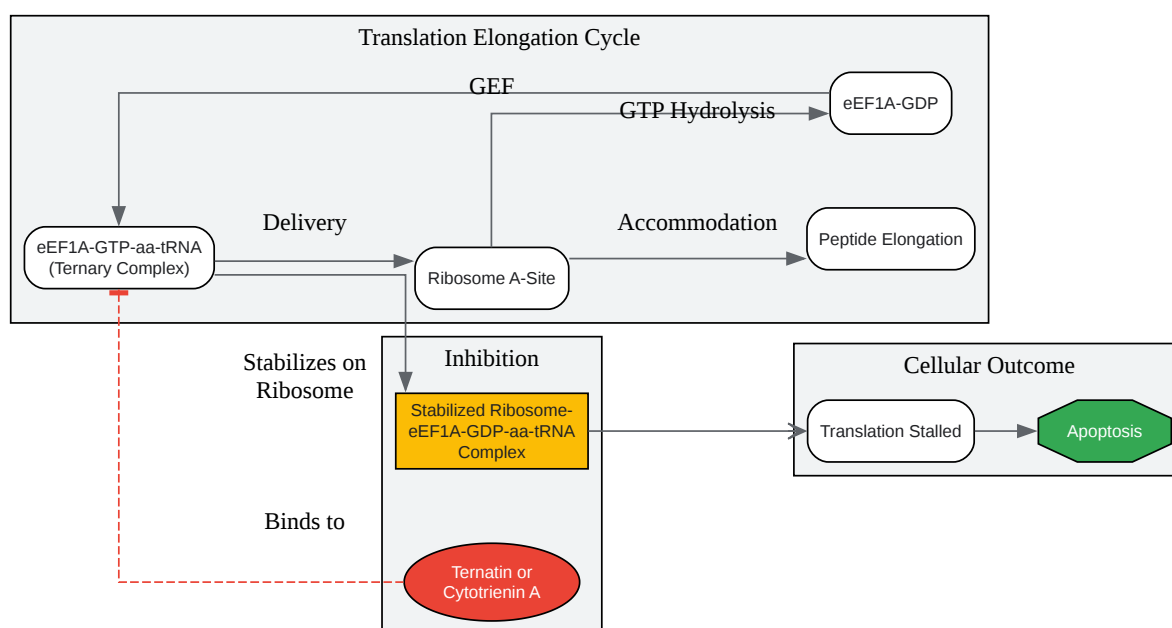 Translation Elongation Cycle
GEF
eEF1A-GDP
GTP Hydrolysis
Delivery
Accommodation
eEF1A-GTP-aa-tRNA
(Ternary Complex)
Peptide Elongation
Ribosome A-Site
Stabilizes on
Ribosome
Inhibition
Cellular Outcome
Stabilized Ribosome-
eEF1A-GDP-aa-tRNA
Complex
Translation Stalled
Apoptosis
Binds to
Ternatin or
Cytotrienin A